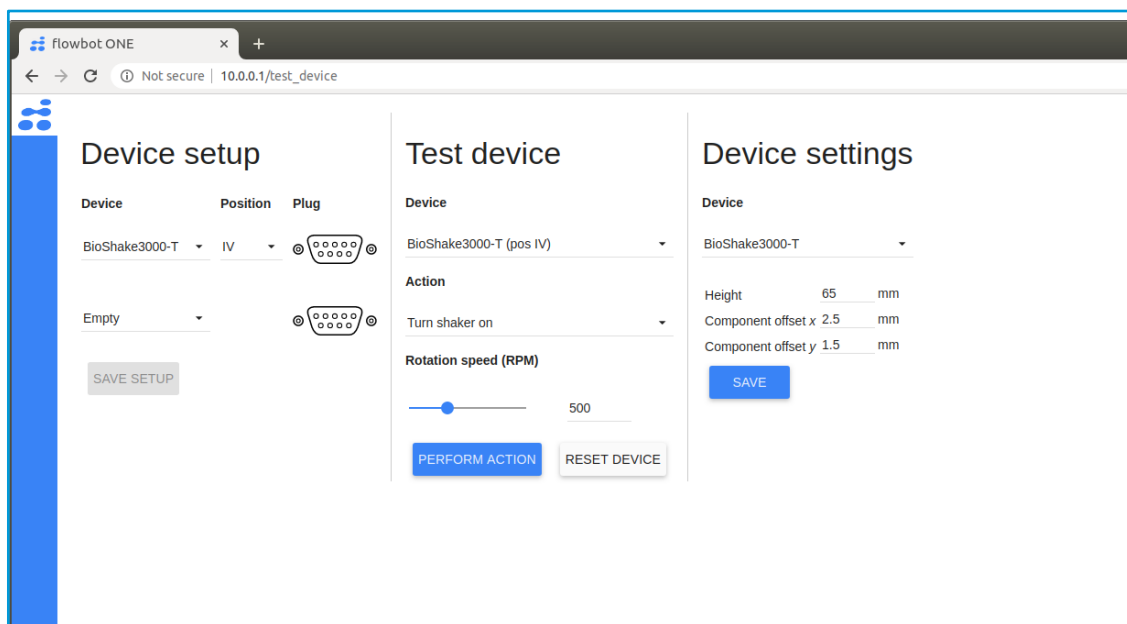 flowbot ONE
Not secure | 10.0.0.1/test_device
Device setup
Device Position Plug
BioShake3000-T IV
Empty
SAVE SETUP
Test device
Device
BioShake3000-T (pos IV)
Action
Turn shaker on
Rotation speed (RPM)
500
PERFORM ACTION RESET DEVICE
Device settings
Device
BioShake3000-T
Height 65 mm
Component offset x 2.5 mm
Component offset y 1.5 mm
SAVE